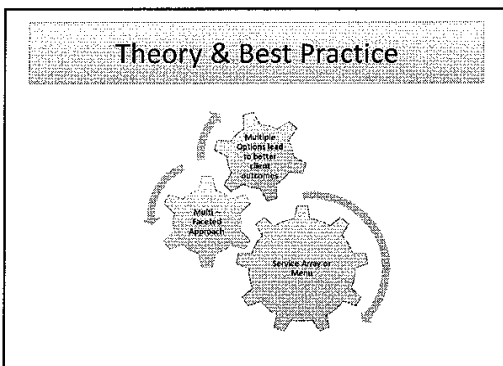 Theory & Best Practice
Multiple
Options lead
to better
client
outcomes
Multi –
Faceted
Approach
Service Array or
Menu